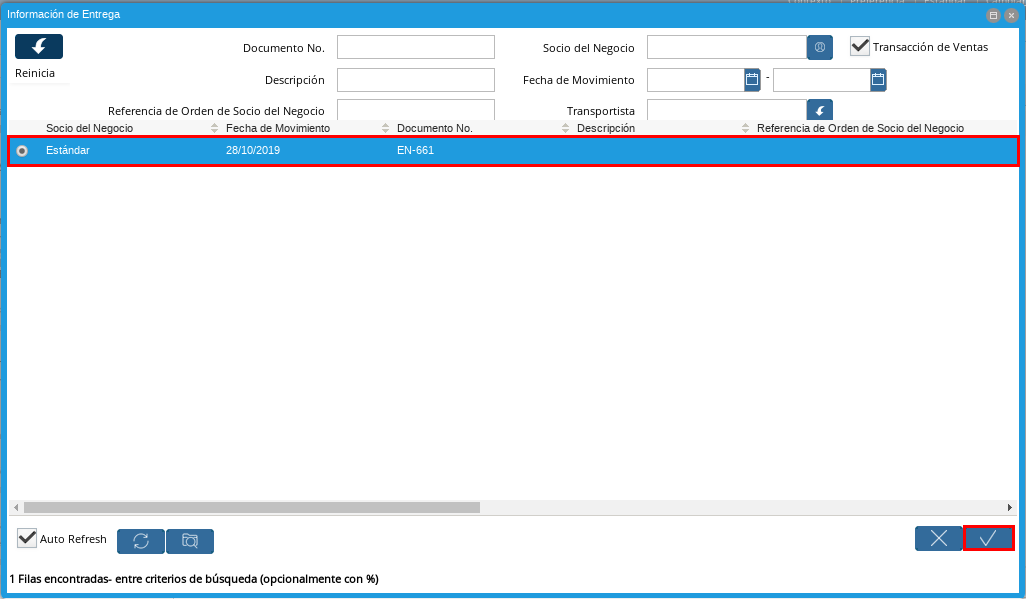 Información de Entrega
Documento No.
Socio del Negocio
Transacción de Ventas
Reinicia
Descripción
Fecha de Movimiento
-
Referencia de Orden de Socio del Negocio
Transportista
Socio del Negocio Fecha de Movimiento Documento No. Descripción Referencia de Orden de Socio del Negocio
Estándar 28/10/2019 EN-661
Auto Refresh
1 Filas encontradas- entre criterios de búsqueda (opcionalmente con %)